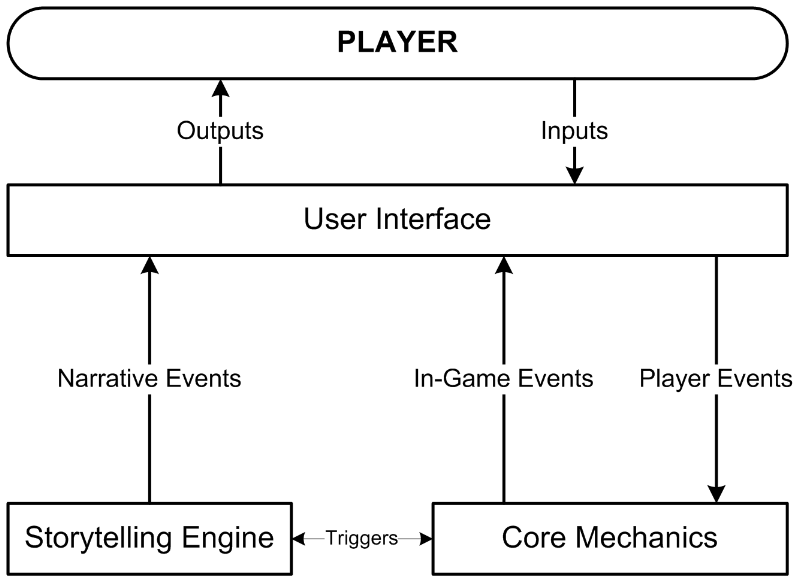 PLAYER
Outputs
Inputs
User Interface
Narrative Events
In-Game Events
Player Events
Storytelling Engine
Triggers
Core Mechanics